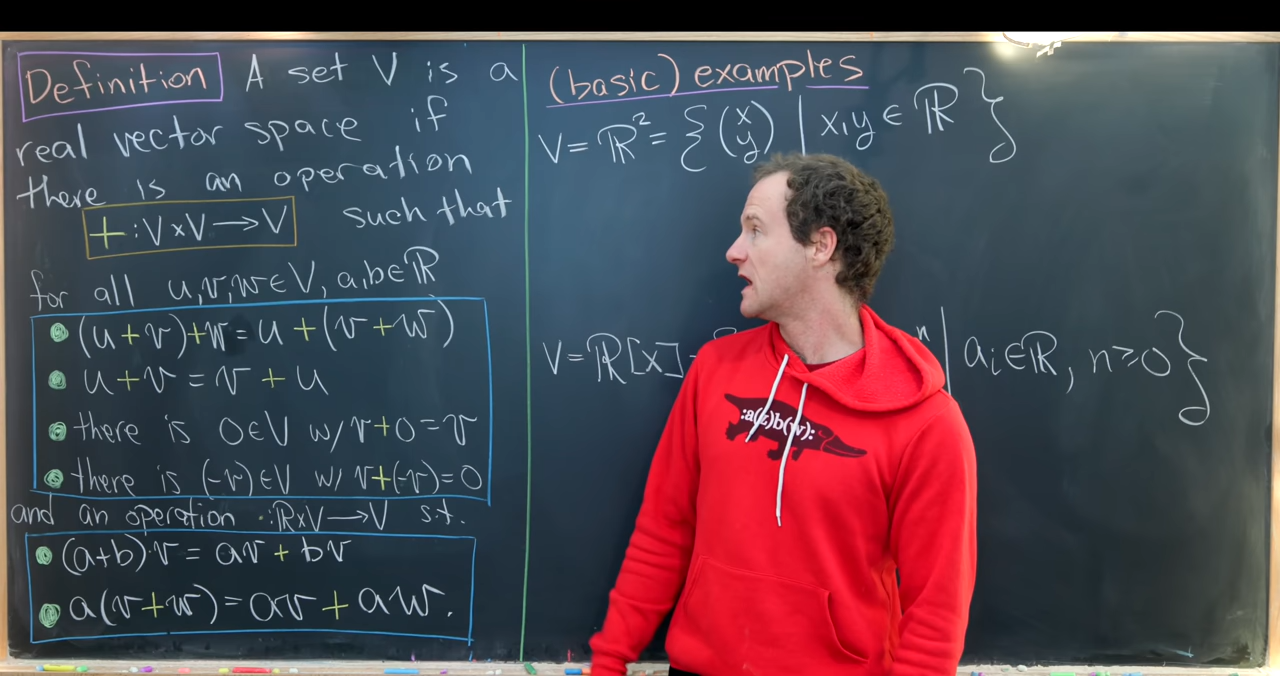 Definition A set V is a
real vector space if
there is an operation
+ : V x V → V such that
for all u, v, w ∈ V, a, b ∈ ℝ
• (u + v) + w = u + (v + w)
• u + v = v + u
• there is 0 ∈ V w/ v + 0 = v
• there is (-v) ∈ V w/ v + (-v) = 0
and an operation · : ℝ x V → V s.t.
• (a+b)·v = av + bv
• a(v + w) = av + aw.
(basic) examples
V = ℝ² = { (x y) | x, y ∈ ℝ }
V = ℝ[x] = n | aᵢ ∈ ℝ, n ≥ 0 }
:a(z)b(w):